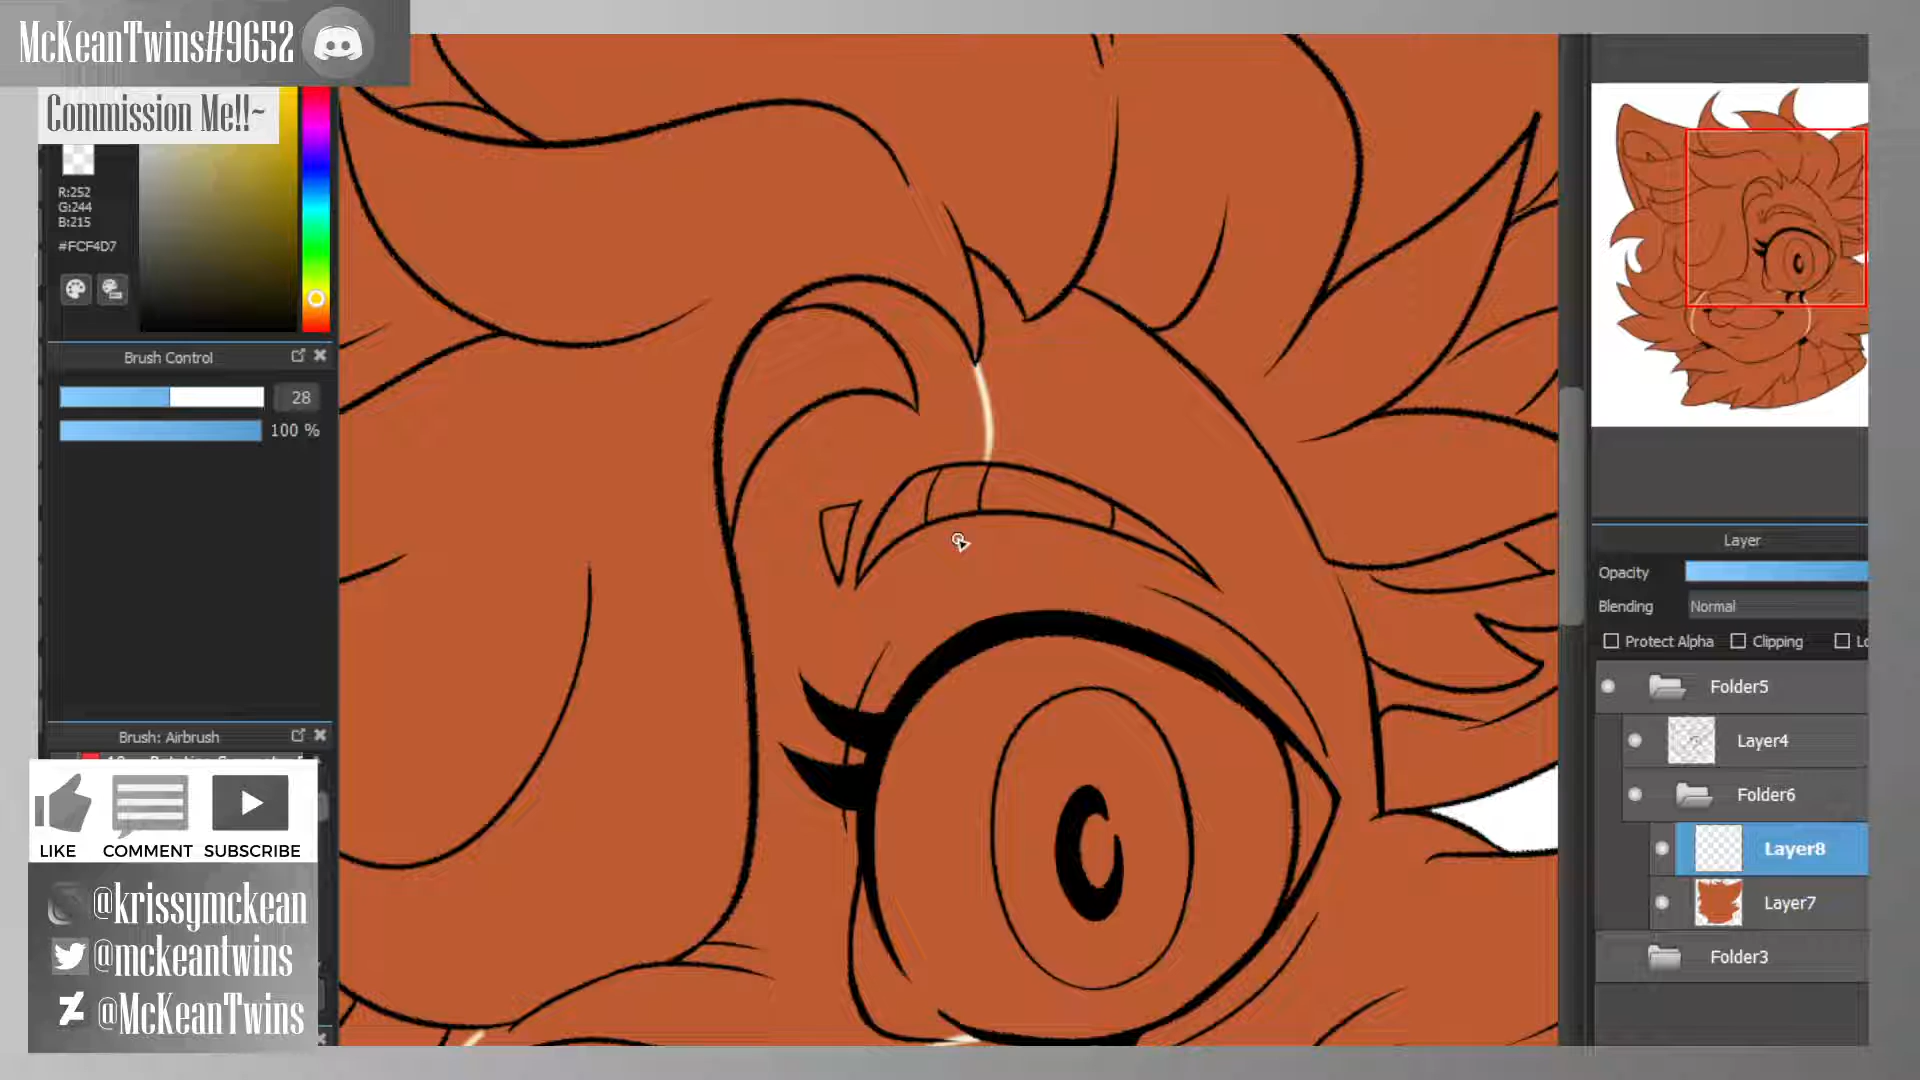 McKeanTwins#9652
Commission Me!!~
R:252
G:244
B:215
#FCF4D7
Brush Control
28
100 %
Brush: Airbrush
LIKE COMMENT SUBSCRIBE
@krissymckean
@mckeantwins
@McKeanTwins
Layer
Opacity
Blending Normal
Protect Alpha Clipping
Folder5
Layer4
Folder6
Layer8
Layer7
Folder3